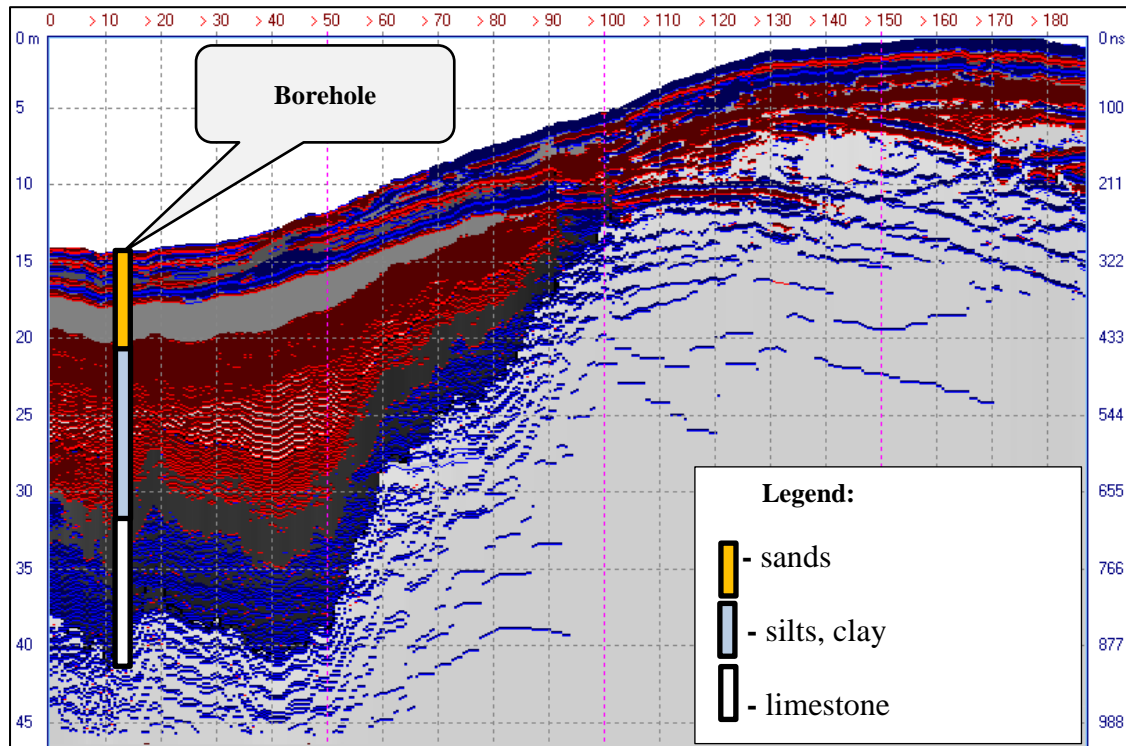 0 > 10 > 20 > 30 > 40 > 50 > 60 > 70 > 80 > 90 > 100 > 110 > 120 > 130 > 140 > 150 > 160 > 170 > 180 >
0 m 0 ns
Borehole
5 100
10 211
15 322
20 433
25 544
30 655
35 766
40 877
45 988
Legend:
- sands
- silts, clay
- limestone